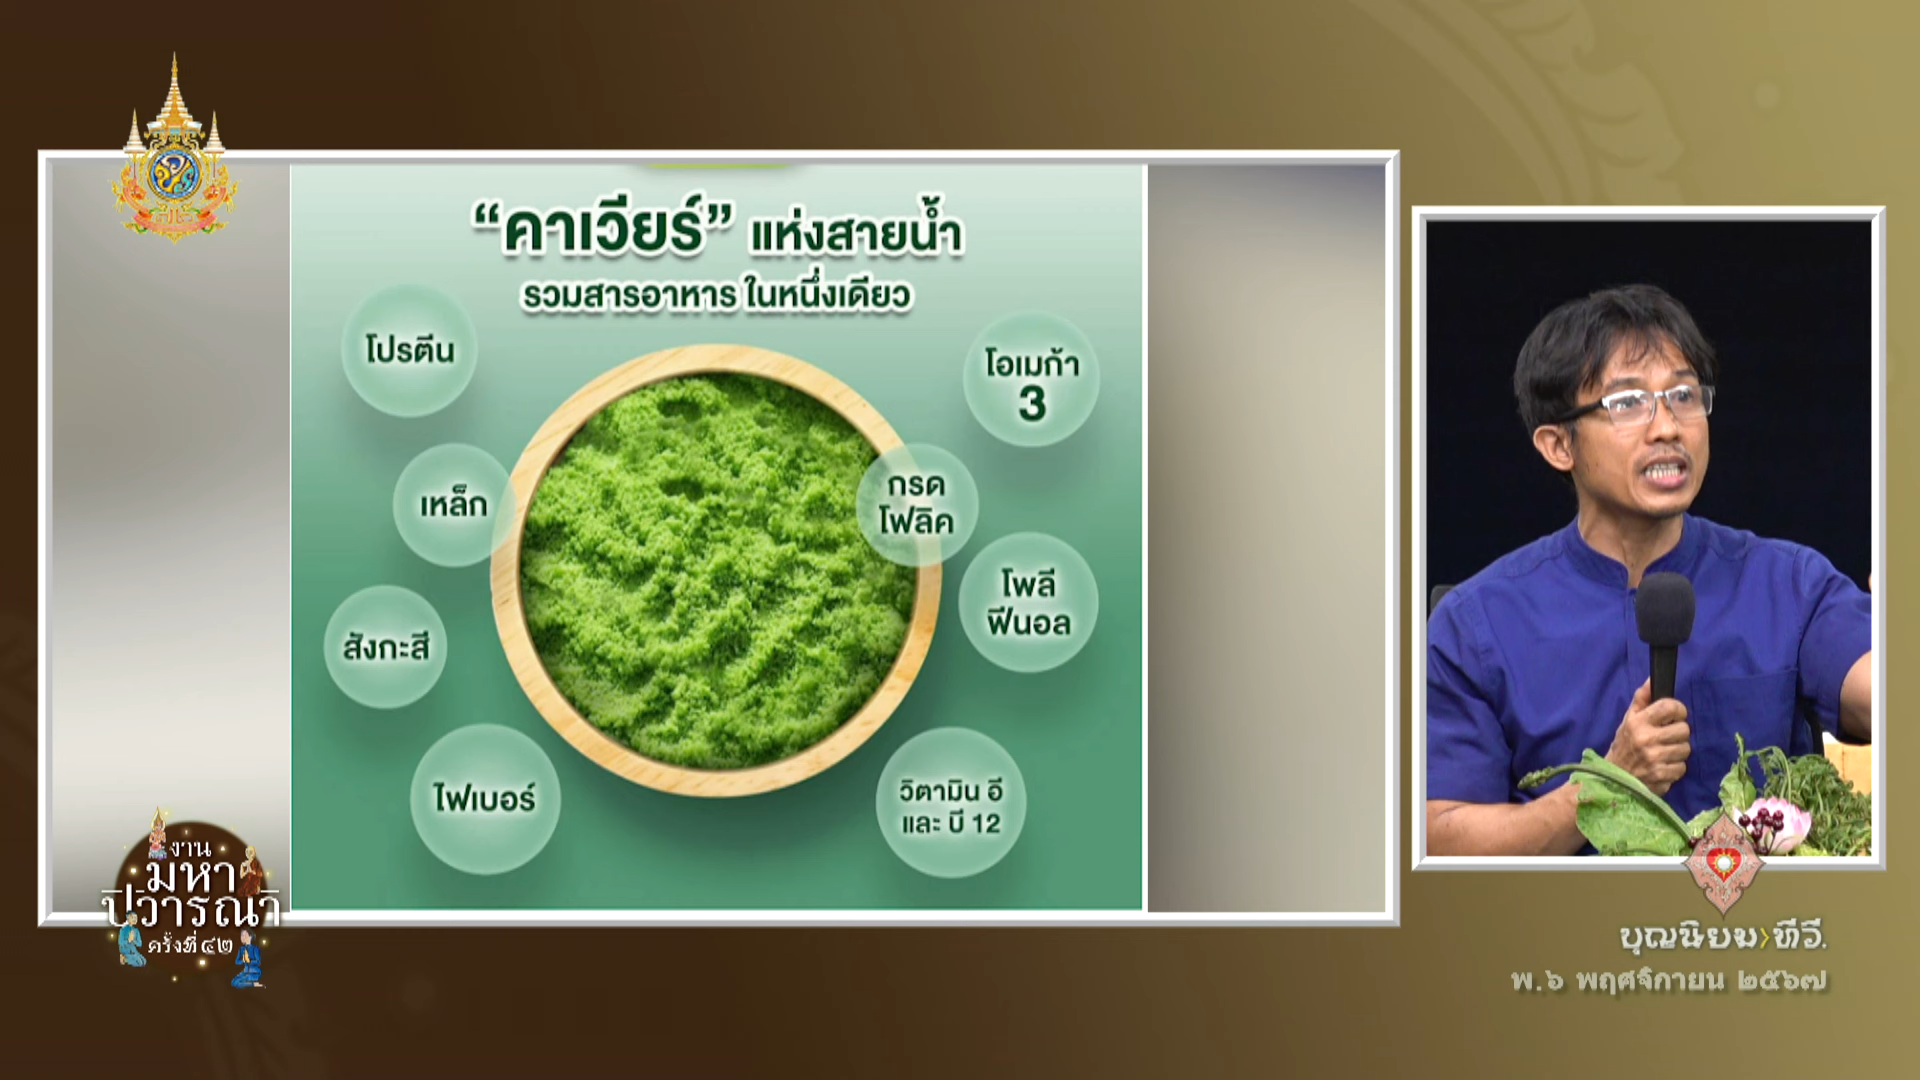 “คาเวียร์” แห่งสายน้ำ
รวมสารอาหาร ในหนึ่งเดียว
โปรตีน
โอเมก้า
3
เหล็ก
กรด
โฟลิค
โพลี
ฟีนอล
สังกะสี
ไฟเบอร์
วิตามิน อี
และ บี 12
งาน
มหา
ปวารณา
ครั้งที่ ๔๒
บุญนิยม ทีวี.
พ.๖ พฤศจิกายน ๒๕๖๗